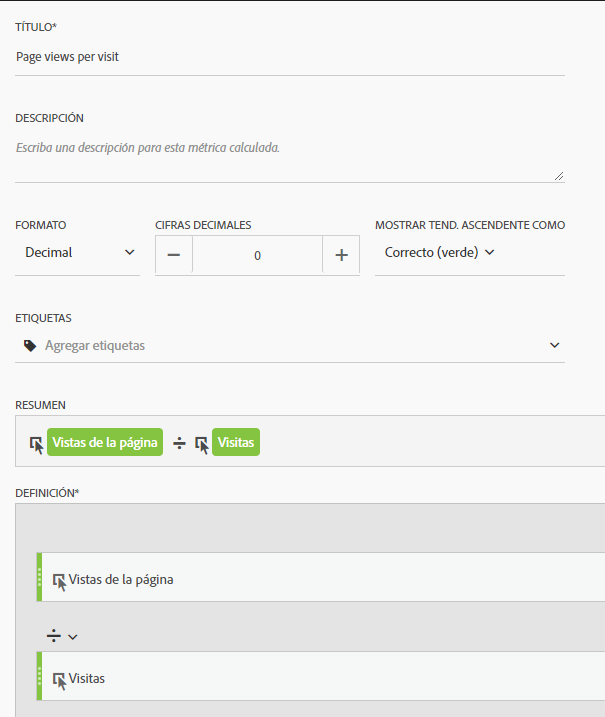 TÍTULO*
Page views per visit
DESCRIPCIÓN
Escriba una descripción para esta métrica calculada.
FORMATO CIFRAS DECIMALES MOSTRAR TEND. ASCENDENTE COMO
Decimal − 0 + Correcto (verde)
ETIQUETAS
Agregar etiquetas
RESUMEN
Vistas de la página ÷ Visitas
DEFINICIÓN*
Vistas de la página
÷
Visitas